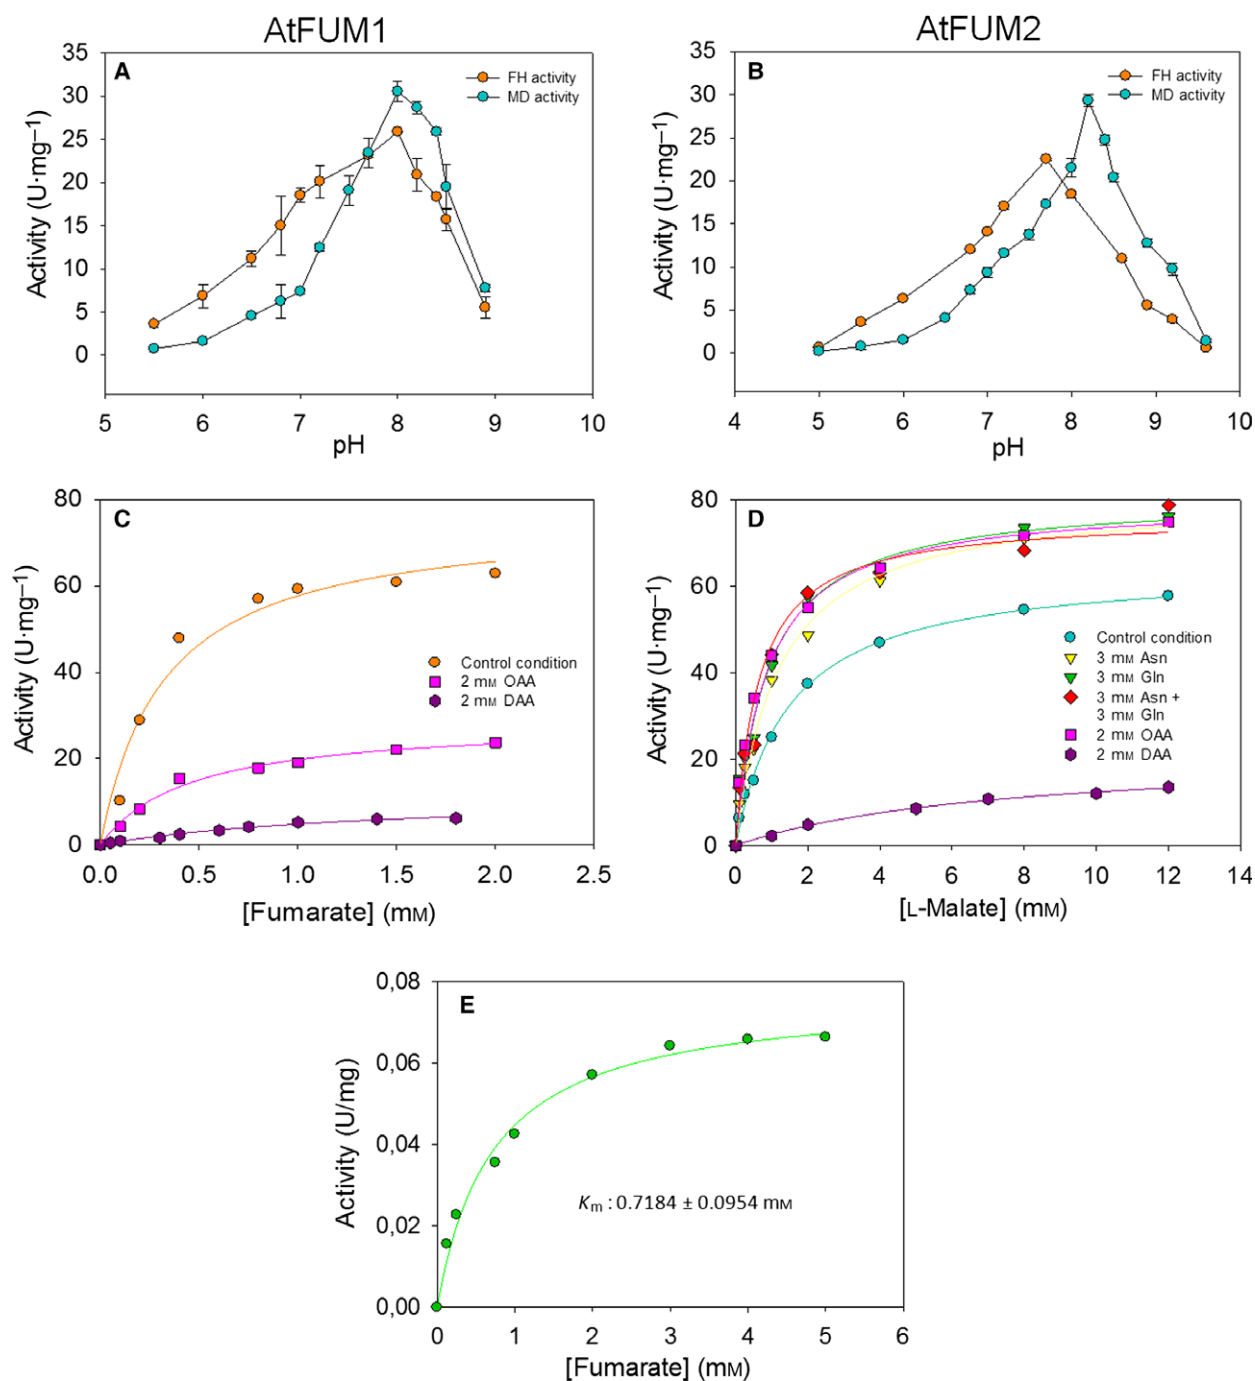 AtFUM1
AtFUM2
A
FH activity
MD activity
Activity (U·mg−1)
35
30
25
20
15
10
5
0
5
6
7
8
9
10
pH
B
FH activity
MD activity
Activity (U·mg−1)
35
30
25
20
15
10
5
0
4
5
6
7
8
9
10
pH
C
Control condition
2 mM OAA
2 mM DAA
Activity (U·mg−1)
80
60
40
20
0
0.0
0.5
1.0
1.5
2.0
2.5
[Fumarate] (mM)
D
Control condition
3 mM Asn
3 mM Gln
3 mM Asn +
3 mM Gln
2 mM OAA
2 mM DAA
Activity (U·mg−1)
80
60
40
20
0
0
2
4
6
8
10
12
14
[L-Malate] (mM)
E
Activity (U/mg)
0,08
0,06
0,04
0,02
0,00
Km : 0.7184 ± 0.0954 mM
0
1
2
3
4
5
6
[Fumarate] (mM)